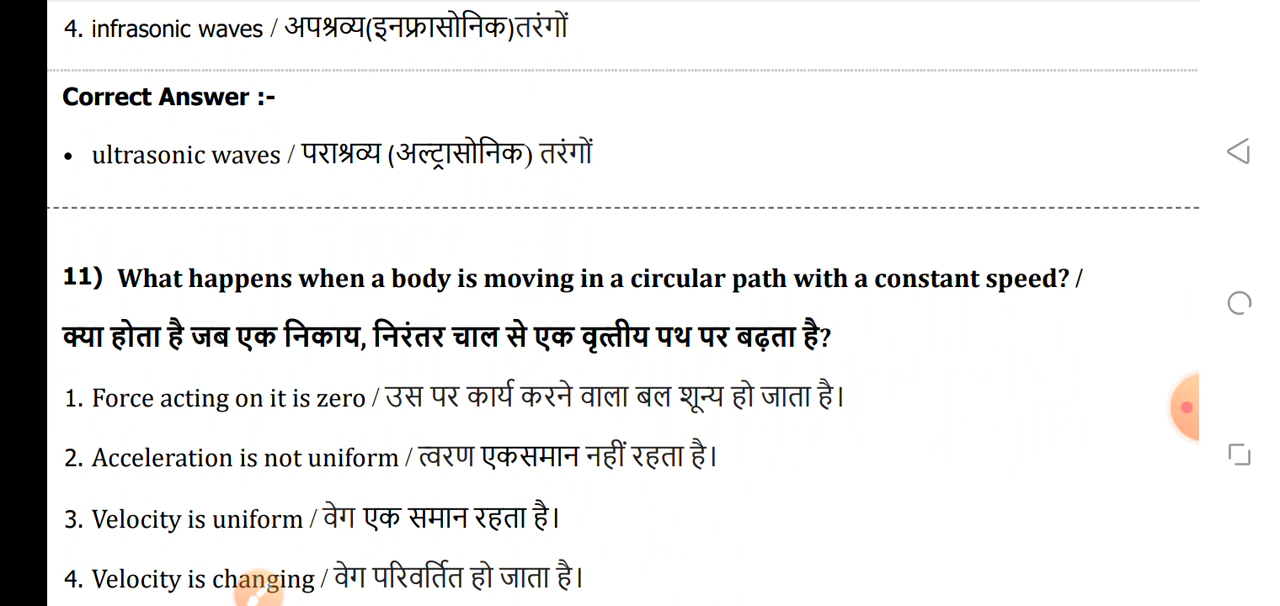 4. infrasonic waves / अपश्रव्य(इनफ्रासोनिक)तरंगों
Correct Answer :-
• ultrasonic waves / पराश्रव्य (अल्ट्रासोनिक) तरंगों
11) What happens when a body is moving in a circular path with a constant speed? /
क्या होता है जब एक निकाय, निरंतर चाल से एक वृत्तीय पथ पर बढ़ता है?
1. Force acting on it is zero / उस पर कार्य करने वाला बल शून्य हो जाता है।
2. Acceleration is not uniform / त्वरण एकसमान नहीं रहता है।
3. Velocity is uniform / वेग एक समान रहता है।
4. Velocity is changing / वेग परिवर्तित हो जाता है।